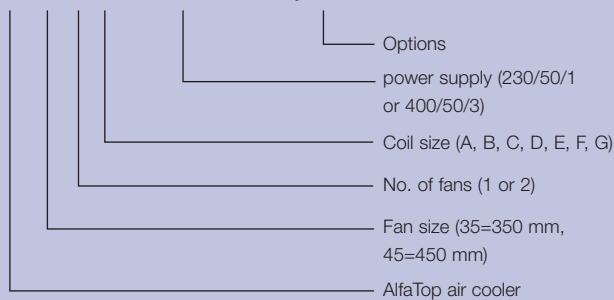 Options
power supply (230/50/1
or 400/50/3)
Coil size (A, B, C, D, E, F, G)
No. of fans (1 or 2)
Fan size (35=350 mm,
45=450 mm)
AlfaTop air cooler